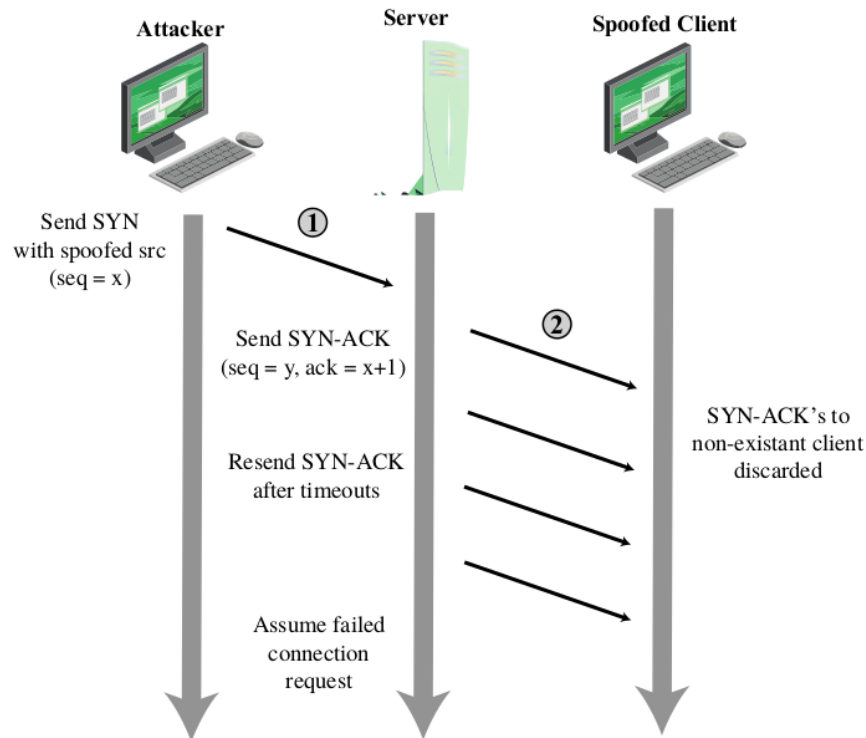 Attacker
Server
Spoofed Client
Send SYN
with spoofed src
(seq = x)
1
Send SYN-ACK
(seq = y, ack = x+1)
2
SYN-ACK's to
non-existant client
discarded
Resend SYN-ACK
after timeouts
Assume failed
connection
request